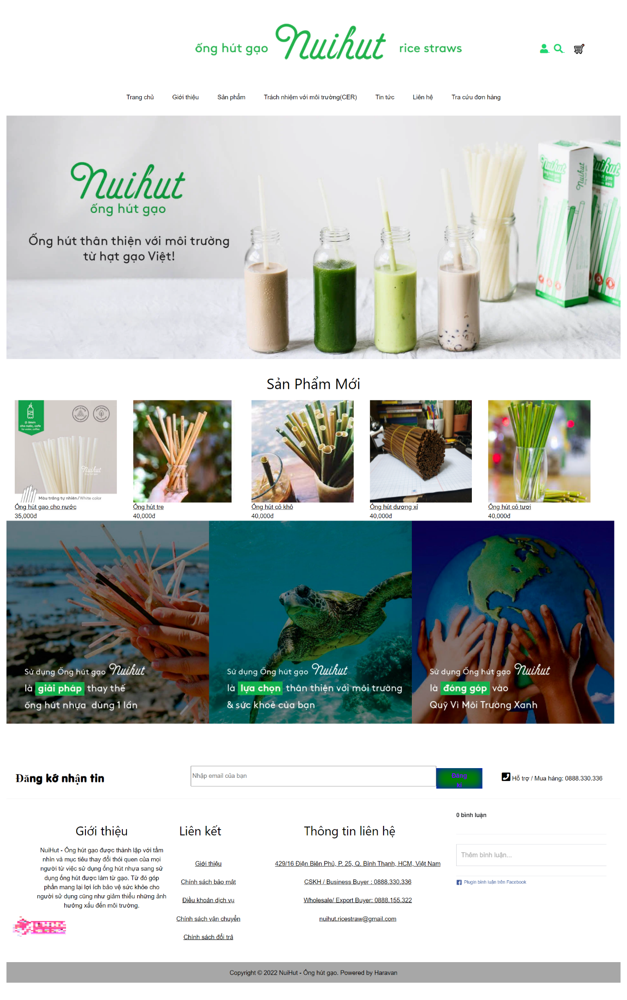 ống hút gạo Nuihut rice straws
Trang chủ Giới thiệu Sản phẩm Trách nhiệm với môi trường(CER) Tin tức Liên hệ Tra cứu đơn hàng
Nuihut
ống hút gạo
Ống hút thân thiện với môi trường
từ hạt gạo Việt!
Nuihut
Nuihut
Nuihut
Sản Phẩm Mới
Ø 8mm
cho nước, cafe
for water, coffee
Nuihut
ống hút gạo
Màu trắng tự nhiên/White color
Ống hút gạo cho nước
35,000đ
Ống hút tre
40,000đ
Ống hút cỏ khô
40,000đ
Ống hút dương xỉ
40,000đ
Ống hút cỏ tươi
40,000đ
Sử dụng Ống hút gạo Nuihut
là giải pháp thay thế
ống hút nhựa dùng 1 lần
Sử dụng Ống hút gạo Nuihut
là lựa chọn thân thiện với môi trường
& sức khoẻ của bạn
Sử dụng Ống hút gạo Nuihut
là đóng góp vào
Quỹ Vì Môi Trường Xanh
Đăng kớ nhận tin
Nhập email của bạn
Đăng
kí
Hỗ trợ / Mua hàng: 0888.330.336
Giới thiệu
NuiHut - Ống hút gạo được thành lập với tầm
nhìn và mục tiêu thay đổi thói quen của mọi
người từ việc sử dụng ống hút nhựa sang sử
dụng ống hút được làm từ gạo. Từ đó góp
phần mang lại lợi ích bảo vệ sức khỏe cho
người sử dụng cũng như giảm thiểu những ảnh
hưởng xấu đến môi trường.
Liên kết
Giới thiệu
Chính sách bảo mật
Điều khoản dịch vụ
Chính sách vận chuyển
Chính sách đổi trả
Thông tin liên hệ
429/16 Điện Biên Phủ, P. 25, Q. Bình Thạnh, HCM, Việt Nam
CSKH / Business Buyer : 0888.330.336
Wholesale/ Export Buyer: 0888.155.322
nuihut.ricestraw@gmail.com
0 bình luận
Thêm bình luận...
Plugin bình luận trên Facebook
Copyright © 2022 NuiHut - Ống hút gạo. Powered by Haravan